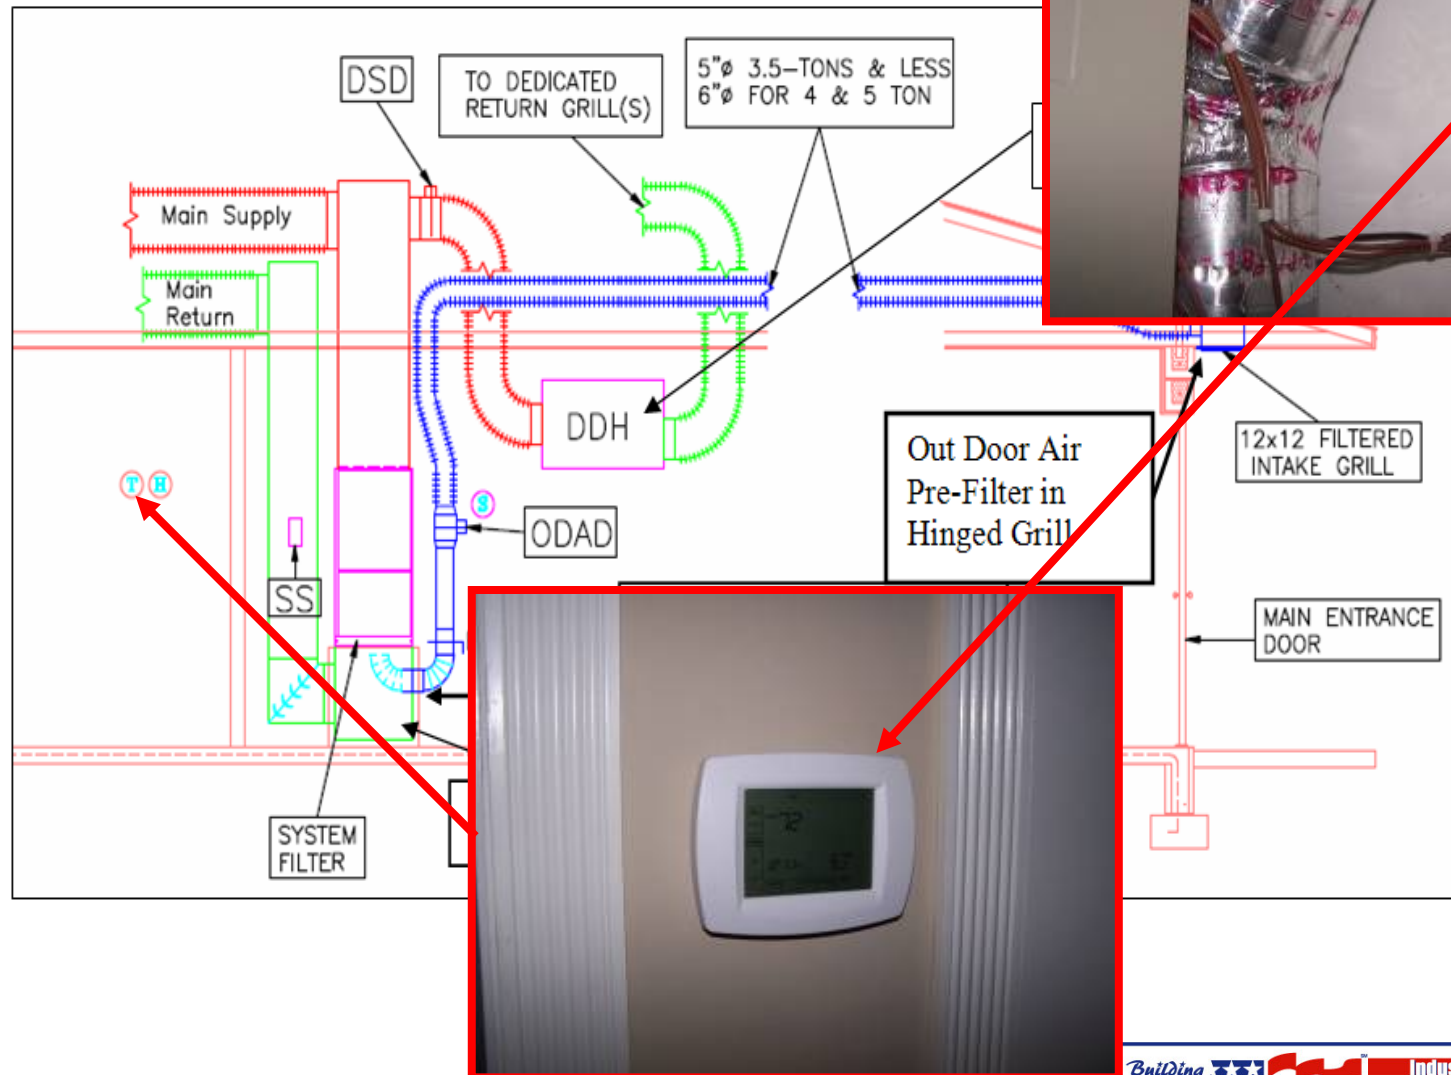 DSD
TO DEDICATED
RETURN GRILL(S)
5"ø 3.5-TONS & LESS
6"ø FOR 4 & 5 TON
Main Supply
Main
Return
DDH
T H
S
ODAD
SS
Out Door Air
Pre-Filter in
Hinged Grill
12x12 FILTERED
INTAKE GRILL
MAIN ENTRANCE
DOOR
SYSTEM
FILTER
72
Building